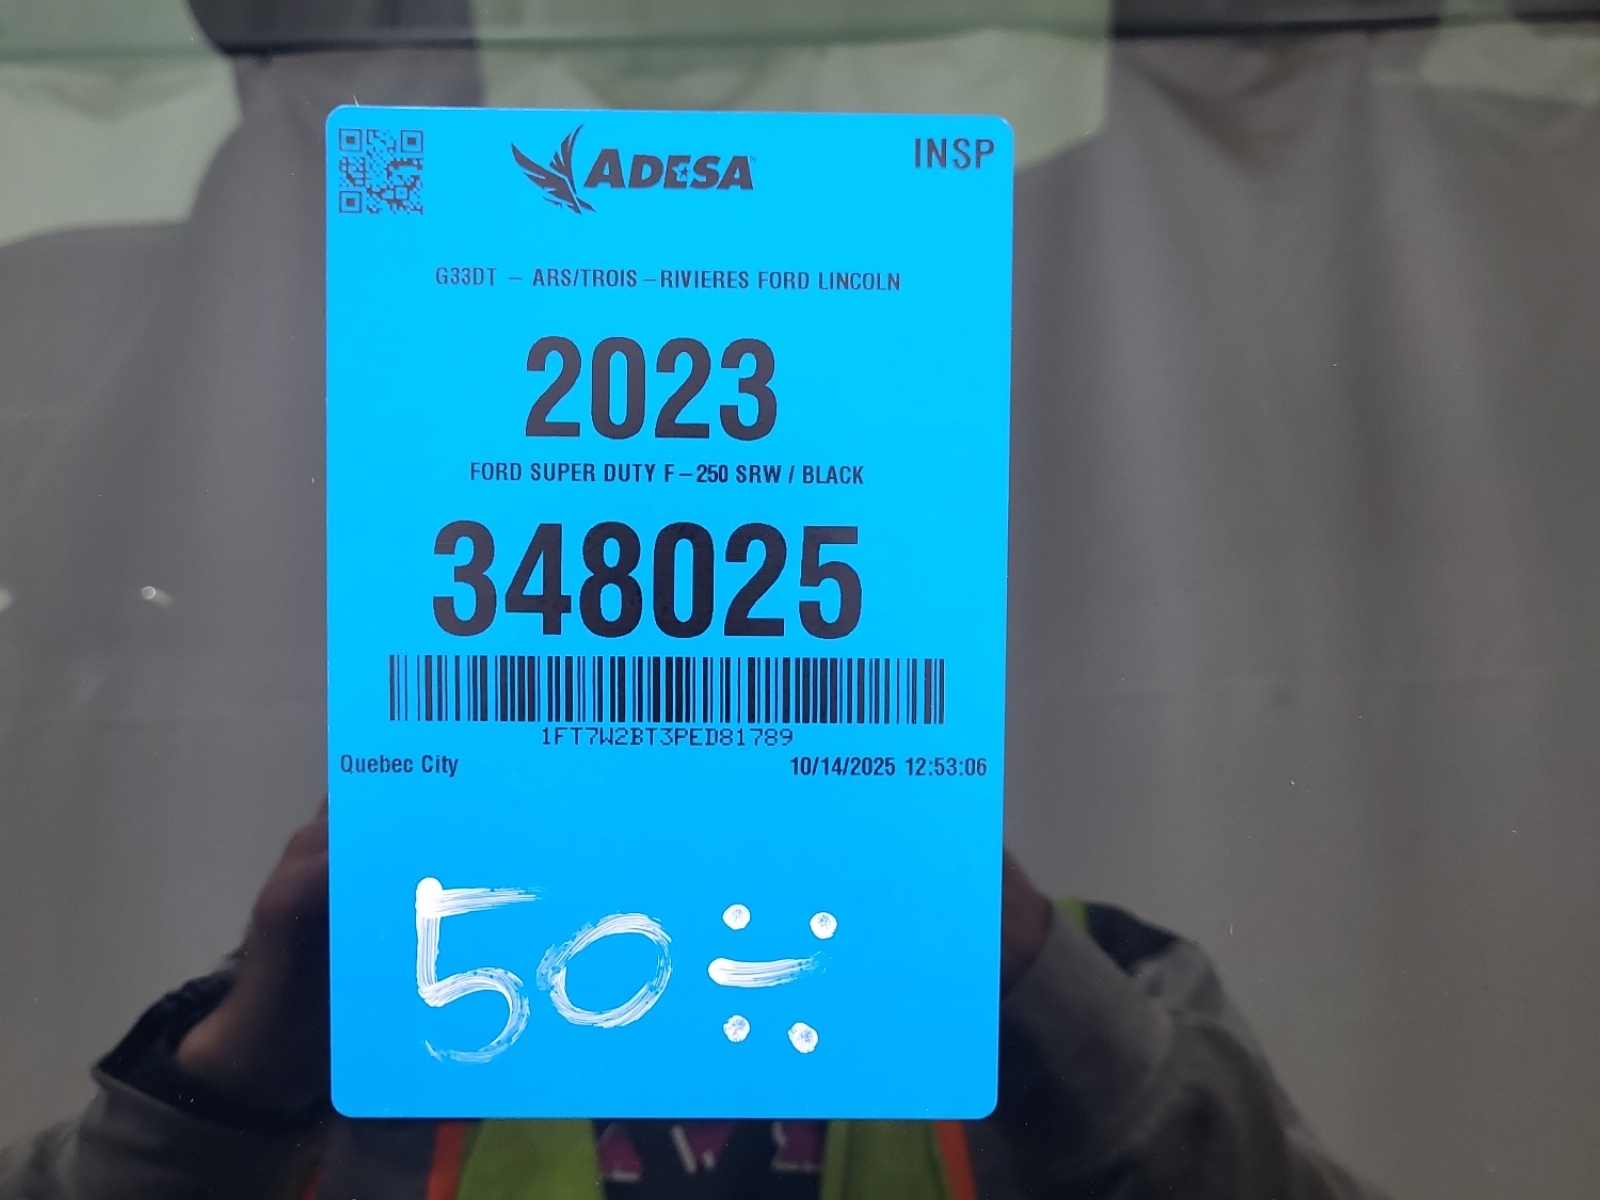 ADESA
INSP
G33DT – ARS/TROIS–RIVIERES FORD LINCOLN
2023
FORD SUPER DUTY F–250 SRW / BLACK
348025
1FT7W2BT3PED81789
Quebec City 10/14/2025 12:53:06
50